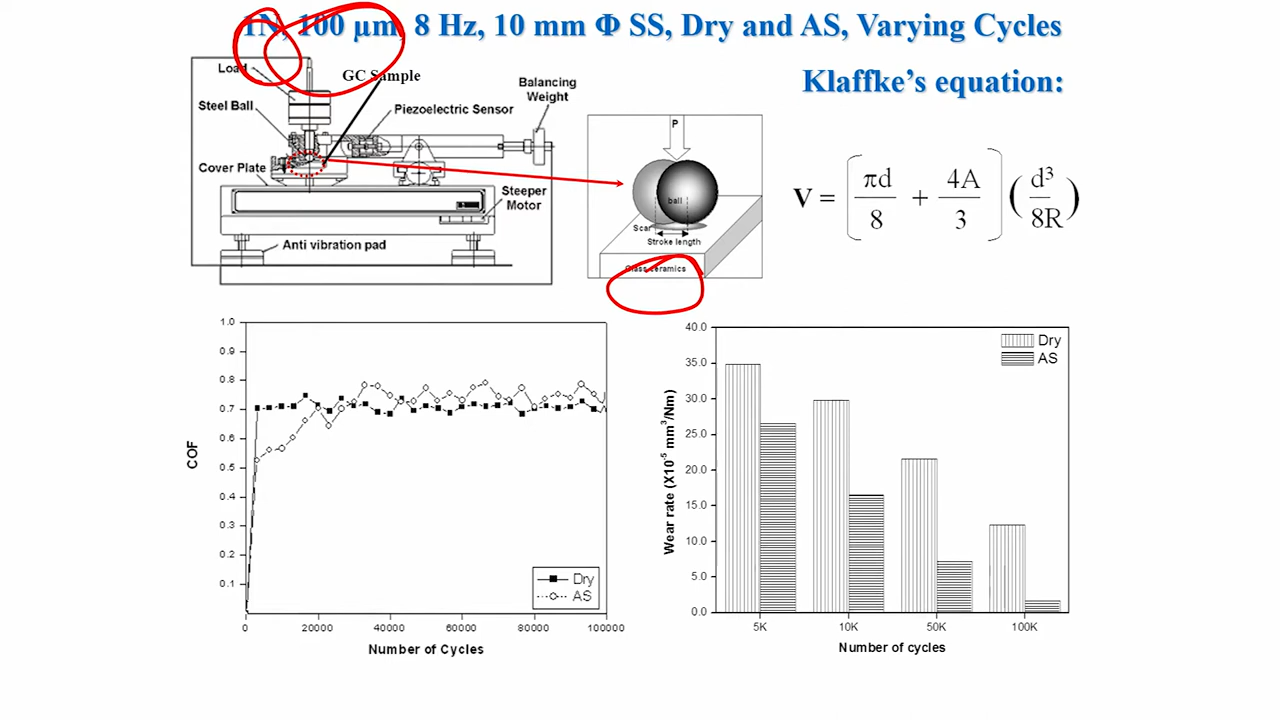 1N, 100 µm, 8 Hz, 10 mm Φ SS, Dry and AS, Varying Cycles
Klaffke's equation:
Load
GC Sample
Balancing
Weight
Steel Ball
Piezoelectric Sensor
Cover Plate
Steeper
Motor
Anti vibration pad
P
ball
Scar
Stroke length
Glass ceramics
V = [ πd/8 + 4A/3 ] ( d³/8R )
1.0
0.9
0.8
0.7
0.6
0.5
0.4
0.3
0.2
0.1
COF
Dry
AS
0 20000 40000 60000 80000 100000
Number of Cycles
40.0
35.0
30.0
25.0
20.0
15.0
10.0
5.0
0.0
Wear rate (X10⁻⁵ mm³/Nm)
Dry
AS
5K 10K 50K 100K
Number of cycles